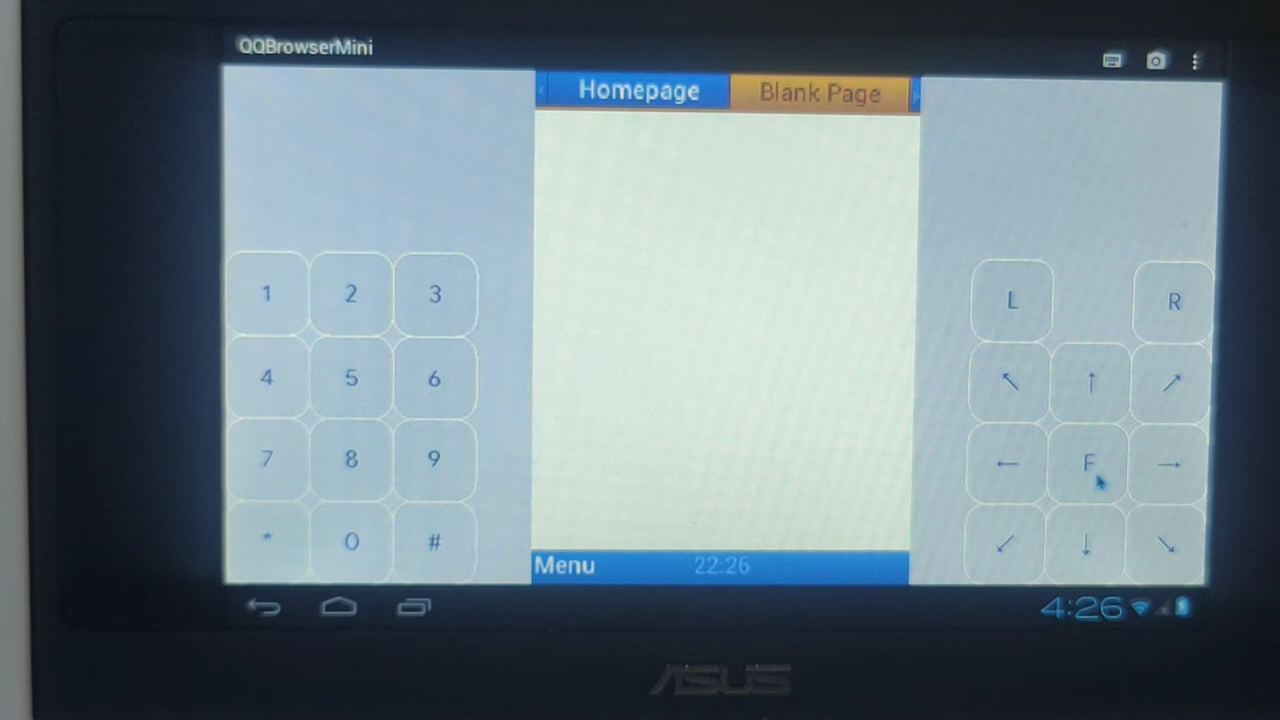 QQBrowserMini
Homepage Blank Page
1 2 3
L R
4 5 6
↖ ↑ ↗
7 8 9
← F →
* 0 #
↙ ↓ ↘
Menu 22:26
4:26
ASUS